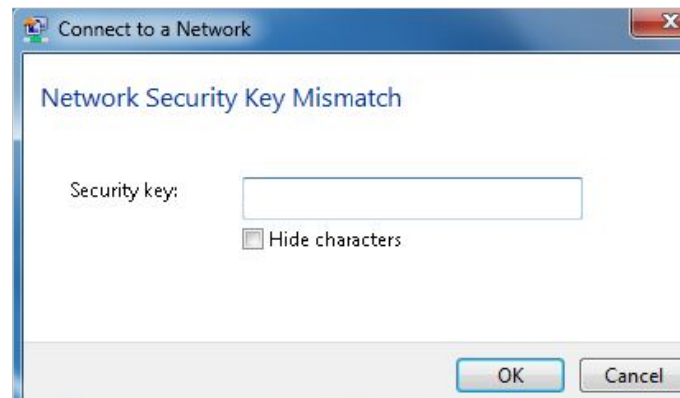 Connect to a Network
Network Security Key Mismatch
Security key:
Hide characters
OK Cancel